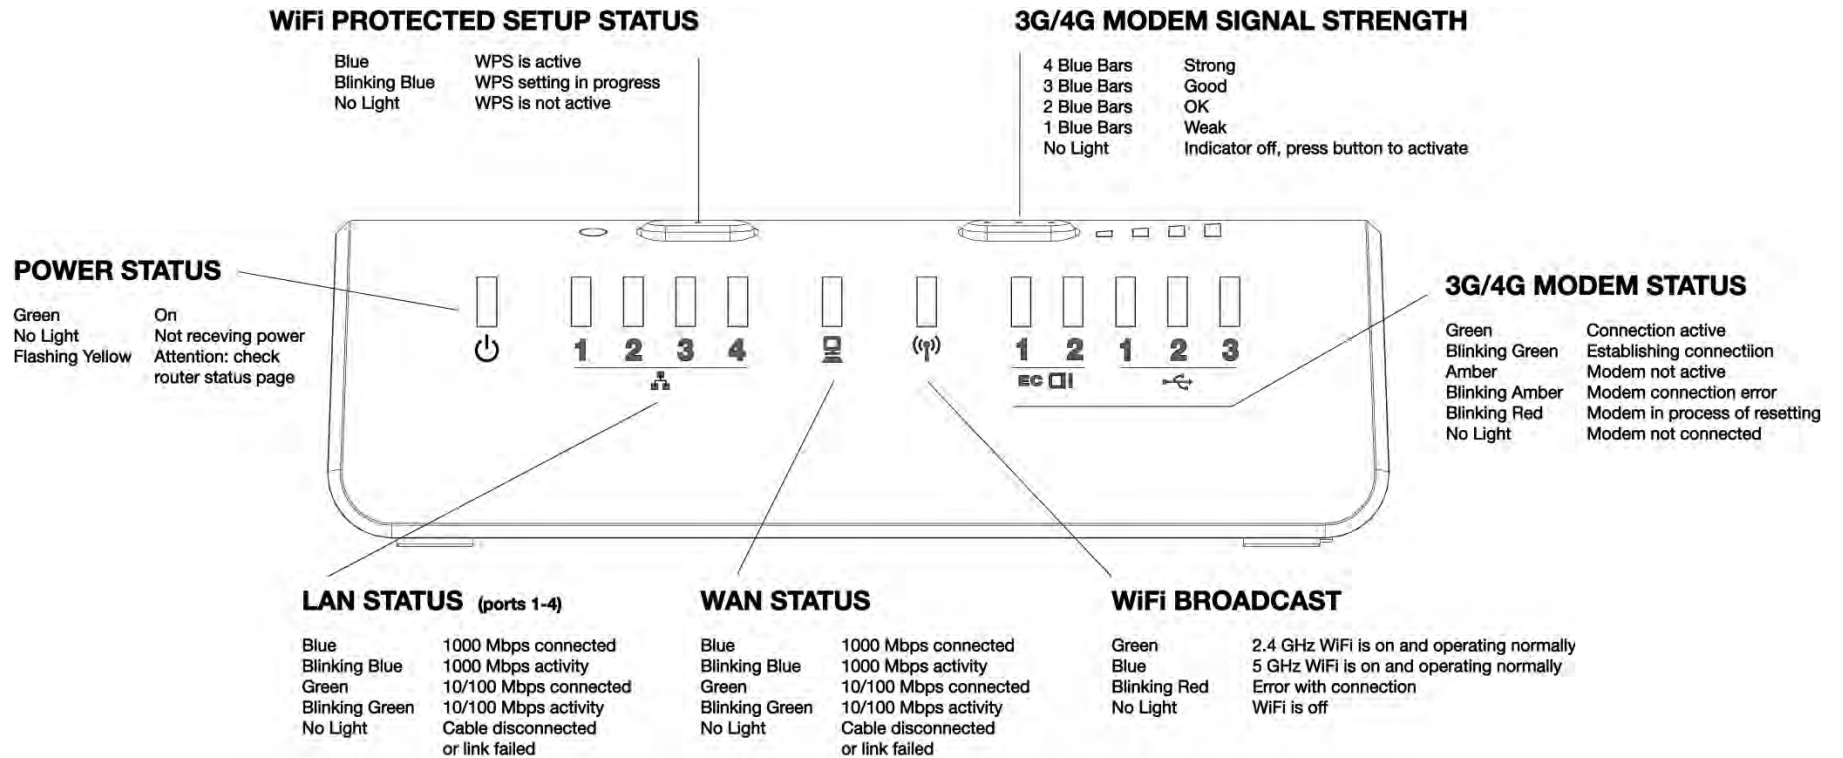 WiFi PROTECTED SETUP STATUS
Blue WPS is active
Blinking Blue WPS setting in progress
No Light WPS is not active
3G/4G MODEM SIGNAL STRENGTH
4 Blue Bars Strong
3 Blue Bars Good
2 Blue Bars OK
1 Blue Bars Weak
No Light Indicator off, press button to activate
POWER STATUS
Green On
No Light Not receving power
Flashing Yellow Attention: check
router status page
1 2 3 4 1 2 1 2 3
EC
3G/4G MODEM STATUS
Green Connection active
Blinking Green Establishing connectiion
Amber Modem not active
Blinking Amber Modem connection error
Blinking Red Modem in process of resetting
No Light Modem not connected
LAN STATUS (ports 1-4)
Blue 1000 Mbps connected
Blinking Blue 1000 Mbps activity
Green 10/100 Mbps connected
Blinking Green 10/100 Mbps activity
No Light Cable disconnected
or link failed
WAN STATUS
Blue 1000 Mbps connected
Blinking Blue 1000 Mbps activity
Green 10/100 Mbps connected
Blinking Green 10/100 Mbps activity
No Light Cable disconnected
or link failed
WiFi BROADCAST
Green 2.4 GHz WiFi is on and operating normally
Blue 5 GHz WiFi is on and operating normally
Blinking Red Error with connection
No Light WiFi is off